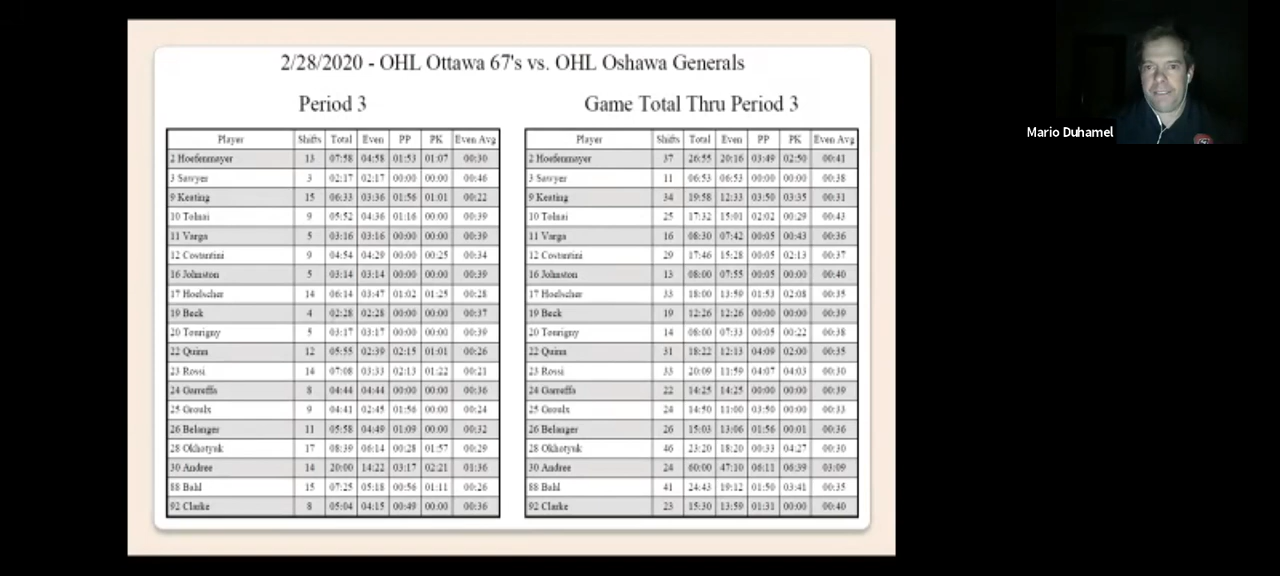 2/28/2020 - OHL Ottawa 67's vs. OHL Oshawa Generals
Period 3
Player Shifts Total Even PP PK Even Avg
2 Hoefenmayer 13 07:58 04:58 01:53 01:07 00:30
3 Sawyer 3 02:17 02:17 00:00 00:00 00:46
9 Keating 15 06:33 03:36 01:56 01:01 00:22
10 Tolnai 9 05:52 04:36 01:16 00:00 00:39
11 Varga 5 03:16 03:16 00:00 00:00 00:39
12 Costantini 9 04:54 04:29 00:00 00:25 00:34
16 Johnston 5 03:14 03:14 00:00 00:00 00:39
17 Hoelscher 14 06:14 03:47 01:02 01:25 00:28
19 Beck 4 02:28 02:28 00:00 00:00 00:37
20 Tourigny 5 03:17 03:17 00:00 00:00 00:39
22 Quinn 12 05:55 02:39 02:15 01:01 00:26
23 Rossi 14 07:08 03:33 02:13 01:22 00:21
24 Garreffa 8 04:44 04:44 00:00 00:00 00:36
25 Groulx 9 04:41 02:45 01:56 00:00 00:24
26 Belanger 11 05:58 04:49 01:09 00:00 00:32
28 Okhotyuk 17 08:39 06:14 00:28 01:57 00:29
30 Andree 14 20:00 14:22 03:17 02:21 01:36
88 Bahl 15 07:25 05:18 00:56 01:11 00:26
92 Clarke 8 05:04 04:15 00:49 00:00 00:36
Game Total Thru Period 3
Player Shifts Total Even PP PK Even Avg
2 Hoefenmayer 37 26:55 20:16 03:49 02:50 00:41
3 Sawyer 11 06:53 06:53 00:00 00:00 00:38
9 Keating 34 19:58 12:33 03:50 03:35 00:31
10 Tolnai 25 17:32 15:01 02:02 00:29 00:43
11 Varga 16 08:30 07:42 00:05 00:43 00:36
12 Costantini 29 17:46 15:28 00:05 02:13 00:37
16 Johnston 13 08:00 07:55 00:05 00:00 00:40
17 Hoelscher 33 18:00 13:59 01:53 02:08 00:35
19 Beck 19 12:26 12:26 00:00 00:00 00:39
20 Tourigny 14 08:00 07:33 00:05 00:22 00:38
22 Quinn 31 18:22 12:13 04:09 02:00 00:35
23 Rossi 33 20:09 11:59 04:07 04:03 00:30
24 Garreffa 22 14:25 14:25 00:00 00:00 00:39
25 Groulx 24 14:50 11:00 03:50 00:00 00:33
26 Belanger 26 15:03 13:06 01:56 00:01 00:36
28 Okhotyuk 46 23:20 18:20 00:33 04:27 00:30
30 Andree 24 60:00 47:10 06:11 06:39 03:09
88 Bahl 41 24:43 19:12 01:50 03:41 00:35
92 Clarke 23 15:30 13:59 01:31 00:00 00:40
Mario Duhamel